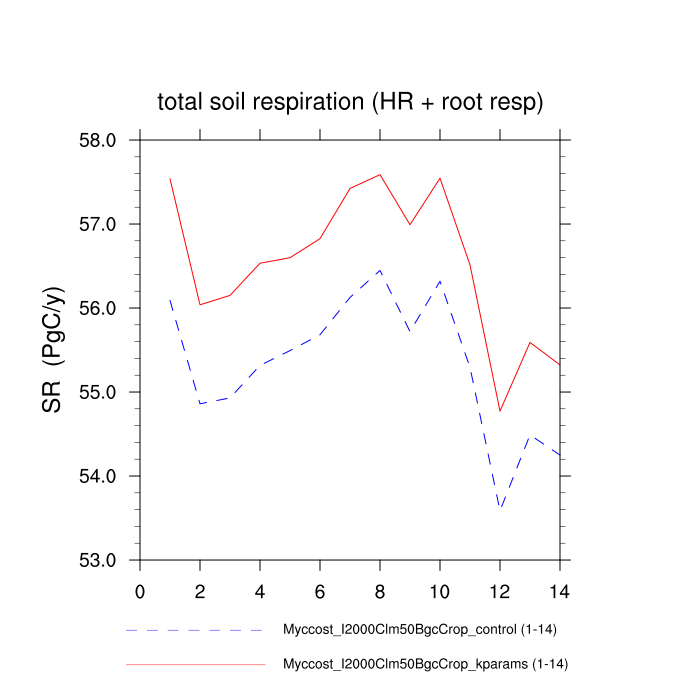 total soil respiration (HR + root resp)
58.0
57.0
56.0
55.0
54.0
53.0
SR (PgC/y)
0 2 4 6 8 10 12 14
Myccost_I2000Clm50BgcCrop_control (1-14)
Myccost_I2000Clm50BgcCrop_kparams (1-14)